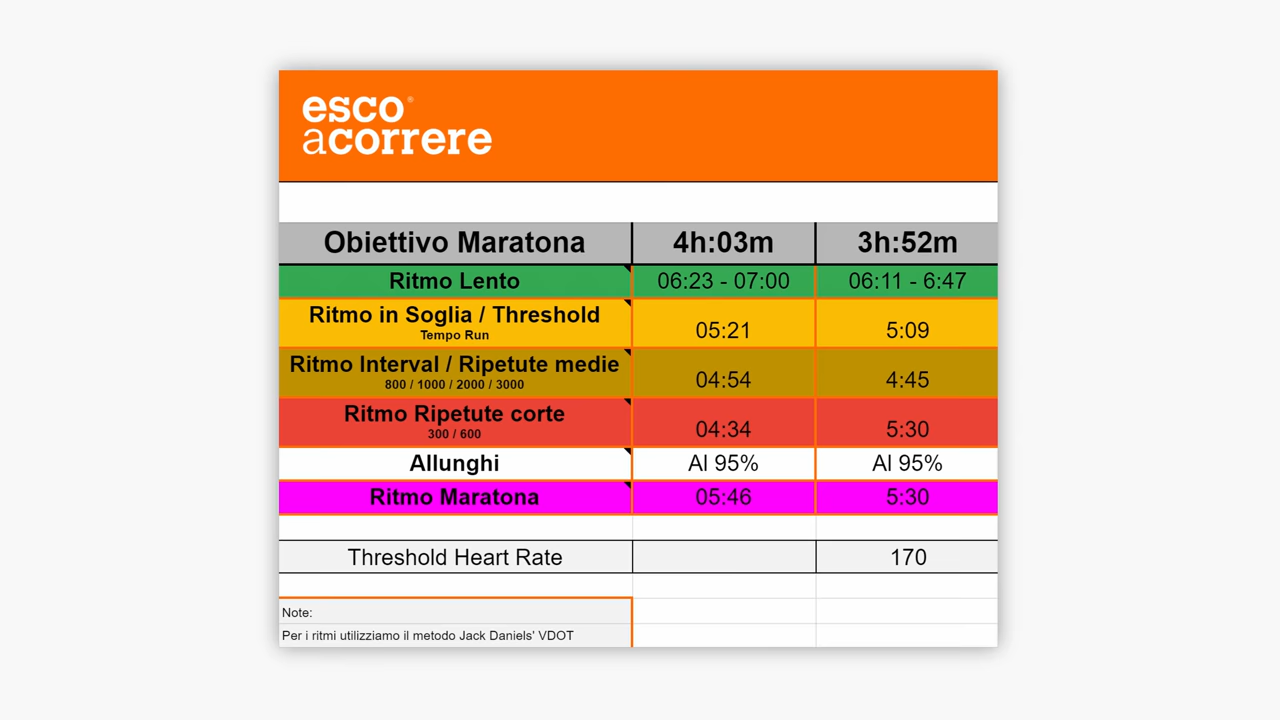 esco®
acorrere
Obiettivo Maratona 4h:03m 3h:52m
Ritmo Lento 06:23 - 07:00 06:11 - 6:47
Ritmo in Soglia / Threshold
Tempo Run 05:21 5:09
Ritmo Interval / Ripetute medie
800 / 1000 / 2000 / 3000 04:54 4:45
Ritmo Ripetute corte
300 / 600 04:34 5:30
Allunghi Al 95% Al 95%
Ritmo Maratona 05:46 5:30
Threshold Heart Rate 170
Note:
Per i ritmi utilizziamo il metodo Jack Daniels' VDOT